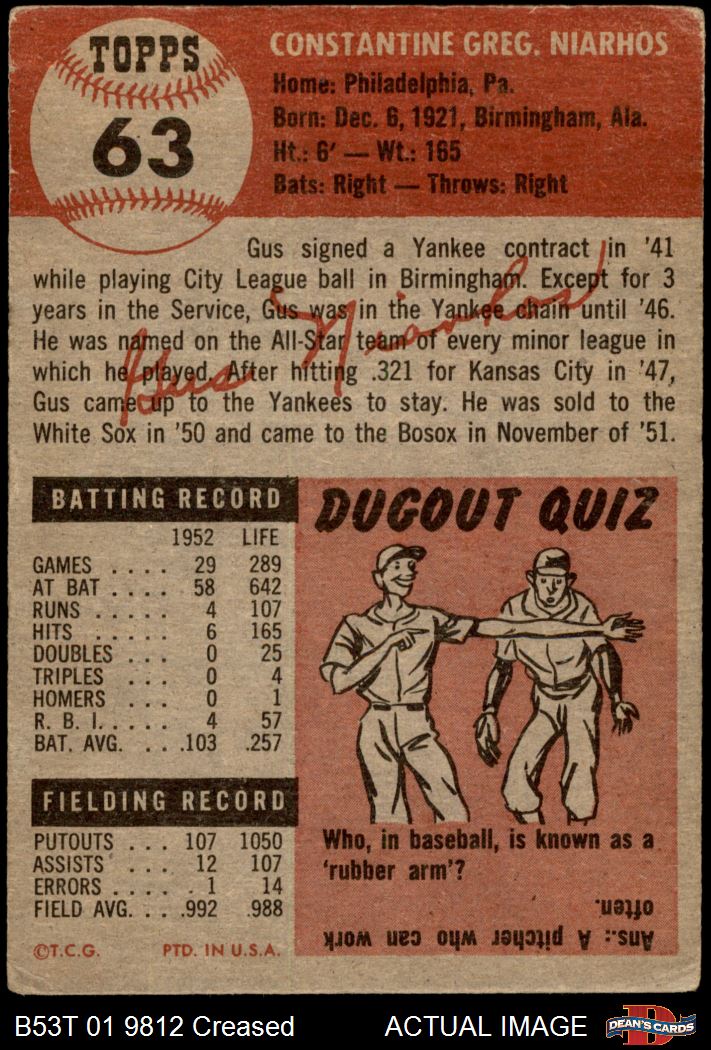 TOPPS
63
CONSTANTINE GREG. NIARHOS
Home: Philadelphia, Pa.
Born: Dec. 6, 1921, Birmingham, Ala.
Ht.: 6' — Wt.: 165
Bats: Right — Throws: Right
Gus signed a Yankee contract in '41
while playing City League ball in Birmingham. Except for 3
years in the Service, Gus was in the Yankee chain until '46.
He was named on the All-Star team of every minor league in
which he played. After hitting .321 for Kansas City in '47,
Gus came up to the Yankees to stay. He was sold to the
White Sox in '50 and came to the Bosox in November of '51.
Gus Niarhos
BATTING RECORD
1952 LIFE
GAMES .... 29 289
AT BAT .... 58 642
RUNS ..... 4 107
HITS ..... 6 165
DOUBLES ... 0 25
TRIPLES ... 0 4
HOMERS ... 0 1
R. B. I. .... 4 57
BAT. AVG. ... .103 .257
FIELDING RECORD
PUTOUTS ... 107 1050
ASSISTS .... 12 107
ERRORS .... 1 14
FIELD AVG. ... .992 .988
©T.C.G. PTD. IN U.S.A.
DUGOUT QUIZ
Who, in baseball, is known as a
'rubber arm'?
Ans.: A pitcher who can work
often.
B53T 01 9812 Creased ACTUAL IMAGE
D
DEAN'S CARDS